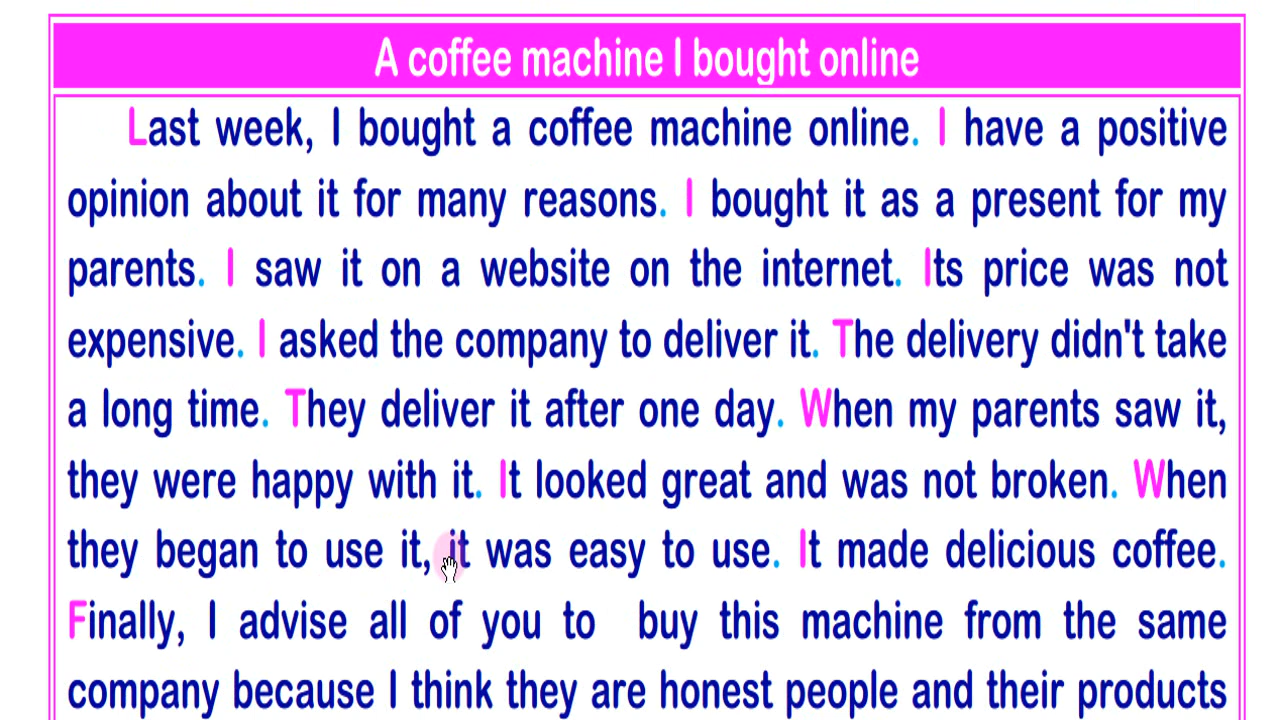 A coffee machine I bought online
Last week, I bought a coffee machine online. I have a positive
opinion about it for many reasons. I bought it as a present for my
parents. I saw it on a website on the internet. Its price was not
expensive. I asked the company to deliver it. The delivery didn't take
a long time. They deliver it after one day. When my parents saw it,
they were happy with it. It looked great and was not broken. When
they began to use it, it was easy to use. It made delicious coffee.
Finally, I advise all of you to buy this machine from the same
company because I think they are honest people and their products